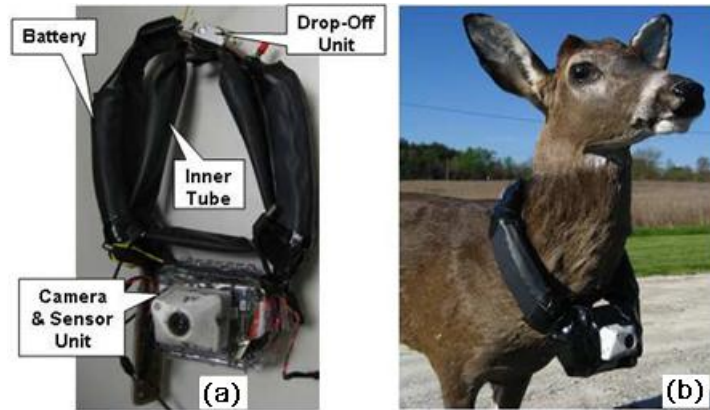 Drop-Off
Unit
Battery
Inner
Tube
Camera
& Sensor
Unit
(a)
(b)